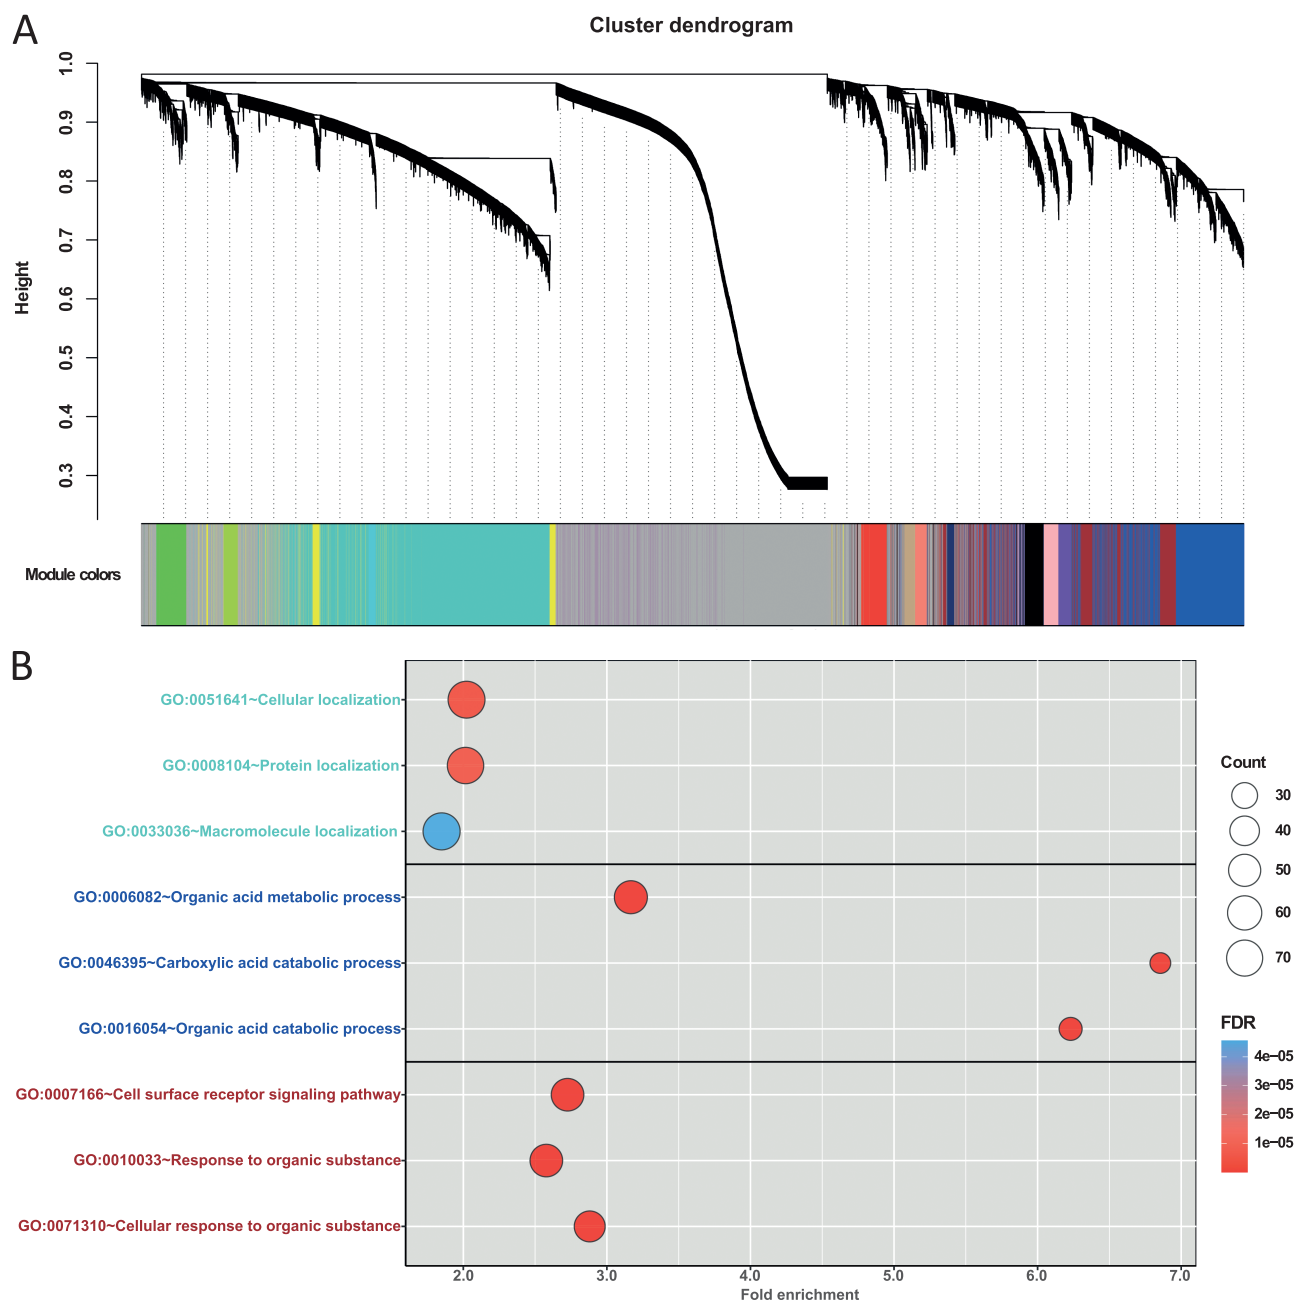 A
Cluster dendrogram
Height
1.0
0.9
0.8
0.7
0.6
0.5
0.4
0.3
Module colors
B
GO:0051641~Cellular localization
GO:0008104~Protein localization
GO:0033036~Macromolecule localization
GO:0006082~Organic acid metabolic process
GO:0046395~Carboxylic acid catabolic process
GO:0016054~Organic acid catabolic process
GO:0007166~Cell surface receptor signaling pathway
GO:0010033~Response to organic substance
GO:0071310~Cellular response to organic substance
2.0 3.0 4.0 5.0 6.0 7.0
Fold enrichment
Count
30
40
50
60
70
FDR
4e−05
3e−05
2e−05
1e−05